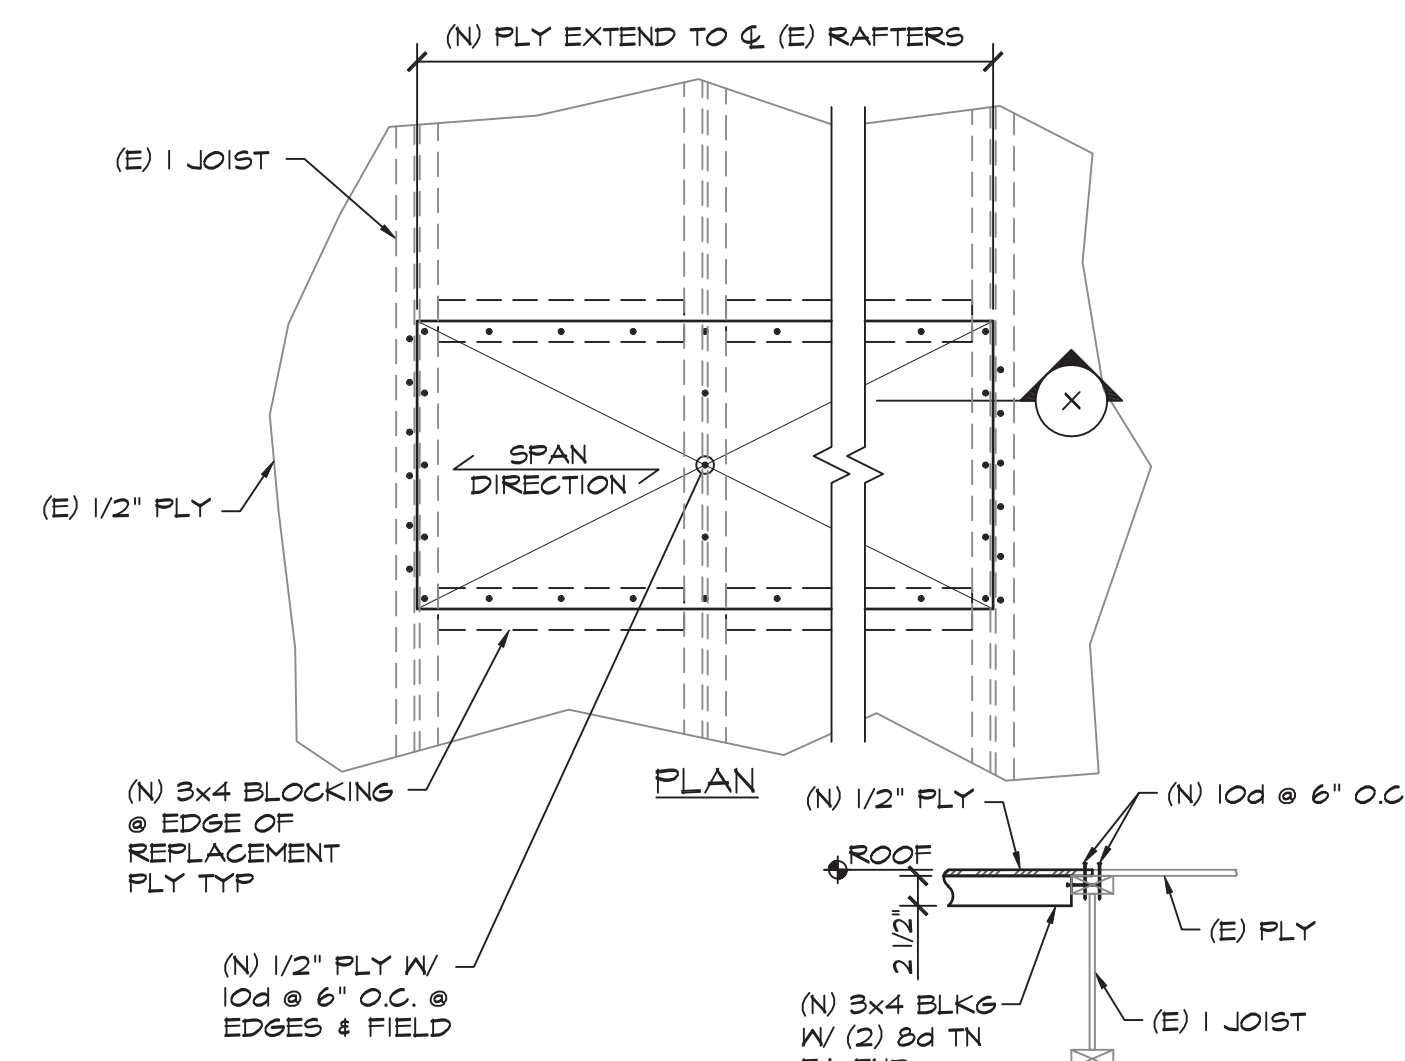 (N) PLY EXTEND TO ℄ (E) RAFTERS
(E) I JOIST
SPAN
DIRECTION
X
(E) 1/2" PLY
PLAN
(N) 3x4 BLOCKING
@ EDGE OF
REPLACEMENT
PLY TYP
(N) 1/2" PLY W/
10d @ 6" O.C. @
EDGES & FIELD
(N) 1/2" PLY
(N) 10d @ 6" O.C
ROOF
2 1/2"
(E) PLY
(N) 3x4 BLKG
W/ (2) 8d TN
(E) I JOIST